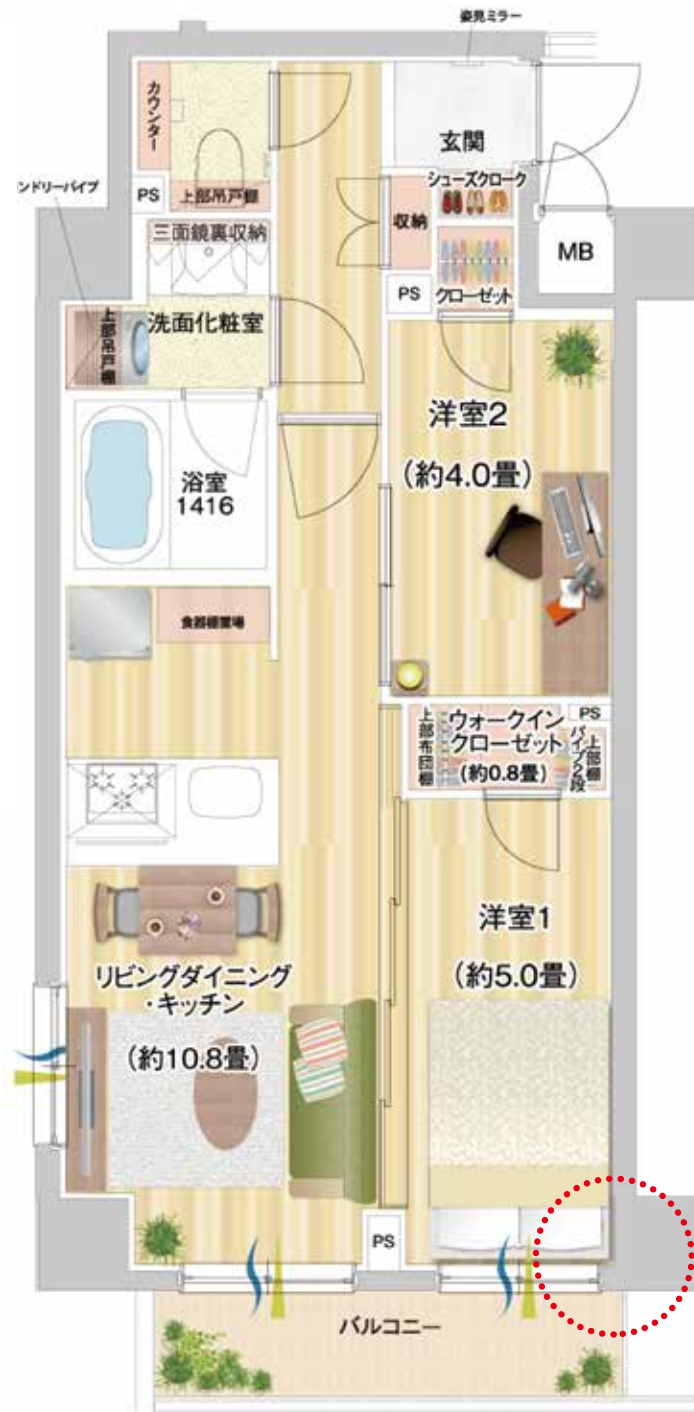 姿見ミラー
カウンター
玄関
PS
上部吊戸棚
シューズクローク
ンドリーパイプ
収納
三面鏡裏収納
MB
PS
クローゼット
上部吊戸棚
洗面化粧室
洋室2
(約4.0畳)
浴室
1416
食器棚置場
上部布団棚
ウォークイン
クローゼット
(約0.8畳)
PS
上部棚
パイプ2段
洋室1
(約5.0畳)
リビングダイニング
・キッチン
(約10.8畳)
PS
バルコニー